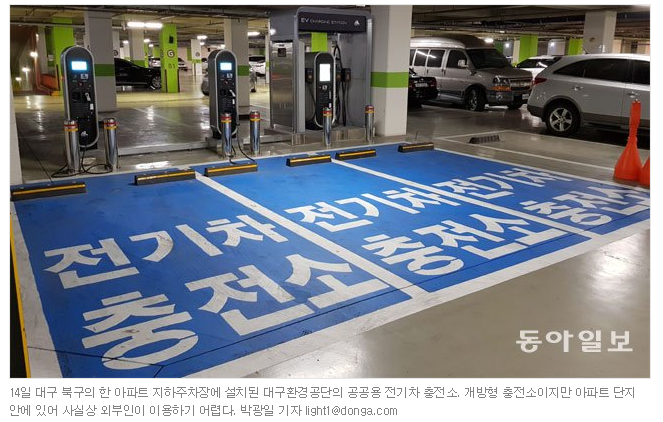 EV CHARGING STATION
B1
전기차
충전소
전기차
충전소
전기차
충전소
동아일보
14일 대구 북구의 한 아파트 지하주차장에 설치된 대구환경공단의 공공용 전기차 충전소. 개방형 충전소이지만 아파트 단지
안에 있어 사실상 외부인이 이용하기 어렵다. 박광일 기자 light1@donga.com